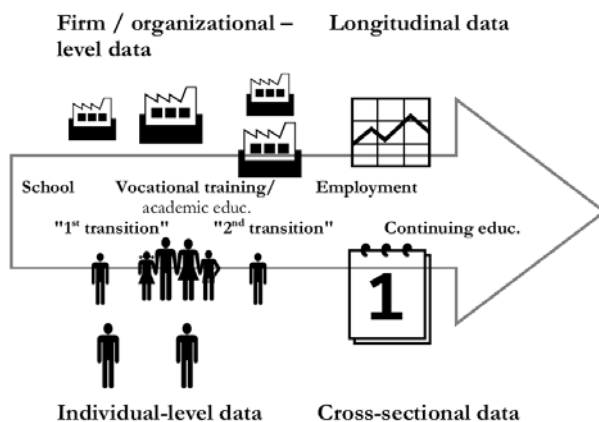 Firm / organizational – Longitudinal data
level data
School Vocational training/ Employment
academic educ.
"1st transition" "2nd transition" Continuing educ.
1
Individual-level data Cross-sectional data